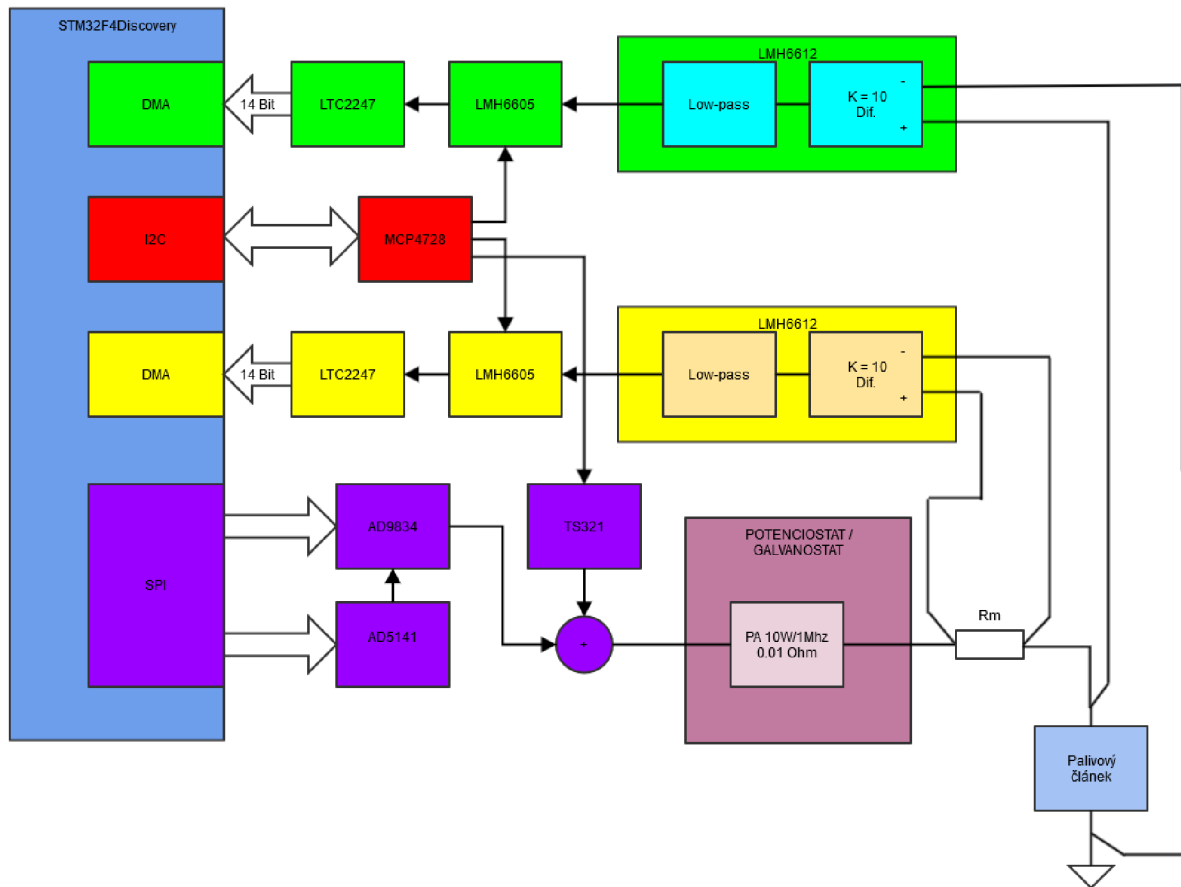 STM32F4Discovery
LMH6612
DMA
14 Bit
LTC2247
LMH6605
Low-pass
K = 10
Dif.
-
+
I2C
MCP4728
LMH6612
DMA
14 Bit
LTC2247
LMH6605
Low-pass
K = 10
Dif.
-
+
SPI
AD9834
TS321
POTENCIOSTAT /
GALVANOSTAT
AD5141
+
PA 10W/1Mhz
0.01 Ohm
Rm
Palivový
článek